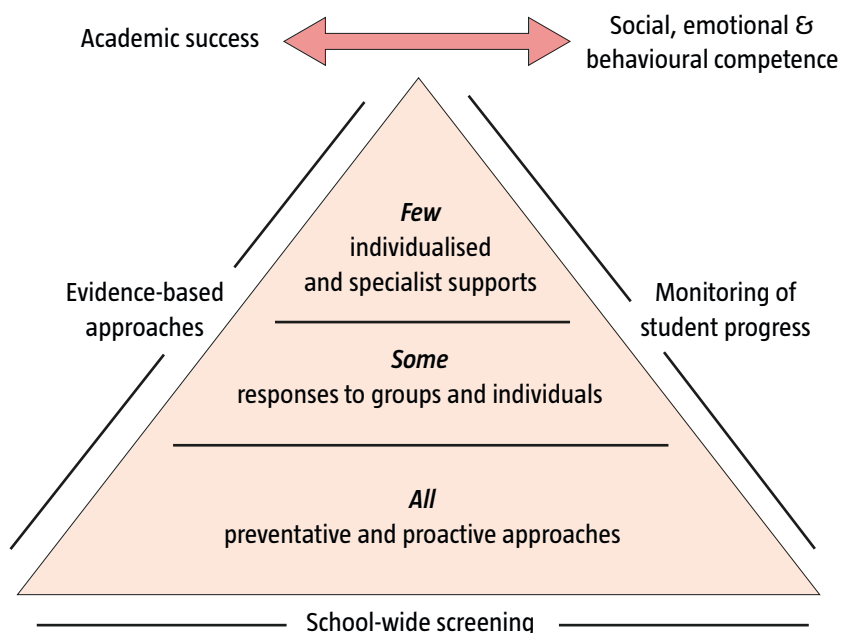 Academic success
Social, emotional &
behavioural competence
Few
individualised
and specialist supports
Evidence-based
approaches
Monitoring of
student progress
Some
responses to groups and individuals
All
preventative and proactive approaches
School-wide screening